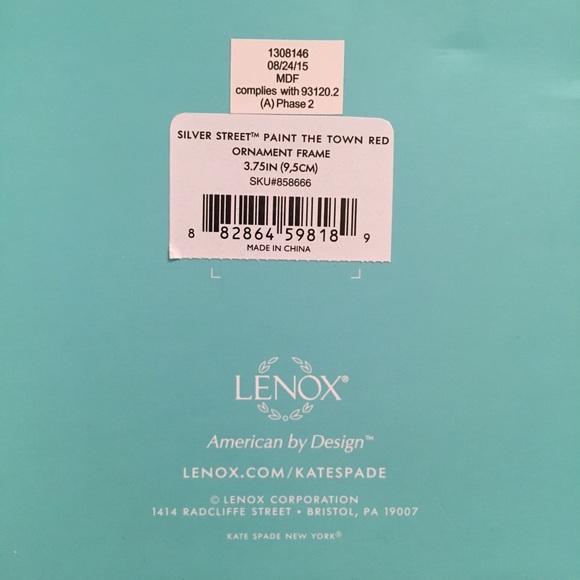 1308146
08/24/15
MDF
complies with 93120.2
(A) Phase 2
SILVER STREET™ PAINT THE TOWN RED
ORNAMENT FRAME
3.75IN (9,5CM)
SKU#858666
8 82864 59818 9
MADE IN CHINA
LENOX®
American by Design™
LENOX.COM/KATESPADE
© LENOX CORPORATION
1414 RADCLIFFE STREET • BRISTOL, PA 19007
KATE SPADE NEW YORK®